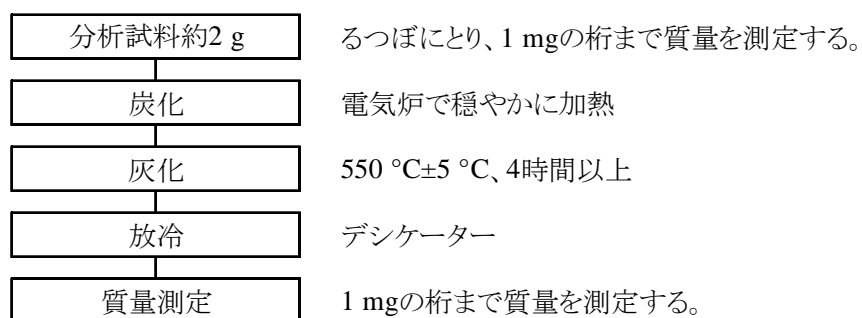 分析試料約2 g　るつぼにとり、1 mgの桁まで質量を測定する。
炭化　電気炉で穏やかに加熱
灰化　550 °C±5 °C、4時間以上
放冷　デシケーター
質量測定　1 mgの桁まで質量を測定する。